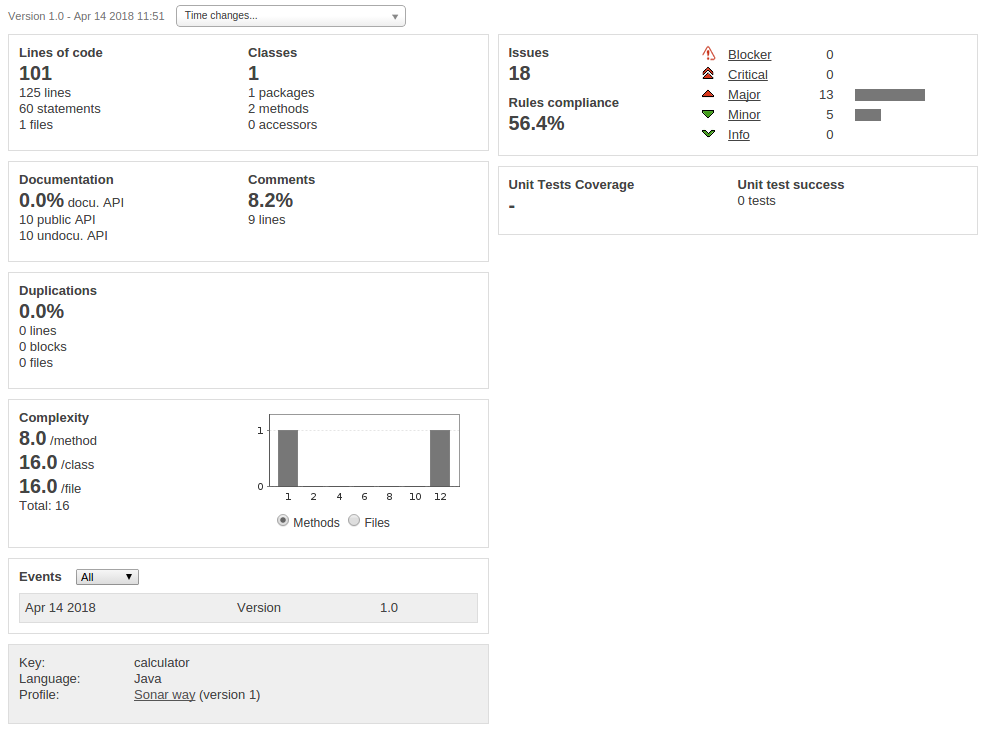 Version 1.0 - Apr 14 2018 11:51 Time changes...
Lines of code
101
125 lines
60 statements
1 files
Classes
1
1 packages
2 methods
0 accessors
Documentation
0.0% docu. API
10 public API
10 undocu. API
Comments
8.2%
9 lines
Duplications
0.0%
0 lines
0 blocks
0 files
Complexity
8.0 /method
16.0 /class
16.0 /file
Total: 16
1
0
1 2 4 6 8 10 12
Methods Files
Events All
Apr 14 2018 Version 1.0
Key: calculator
Language: Java
Profile: Sonar way (version 1)
Issues
18
Rules compliance
56.4%
Blocker 0
Critical 0
Major 13
Minor 5
Info 0
Unit Tests Coverage
-
Unit test success
0 tests